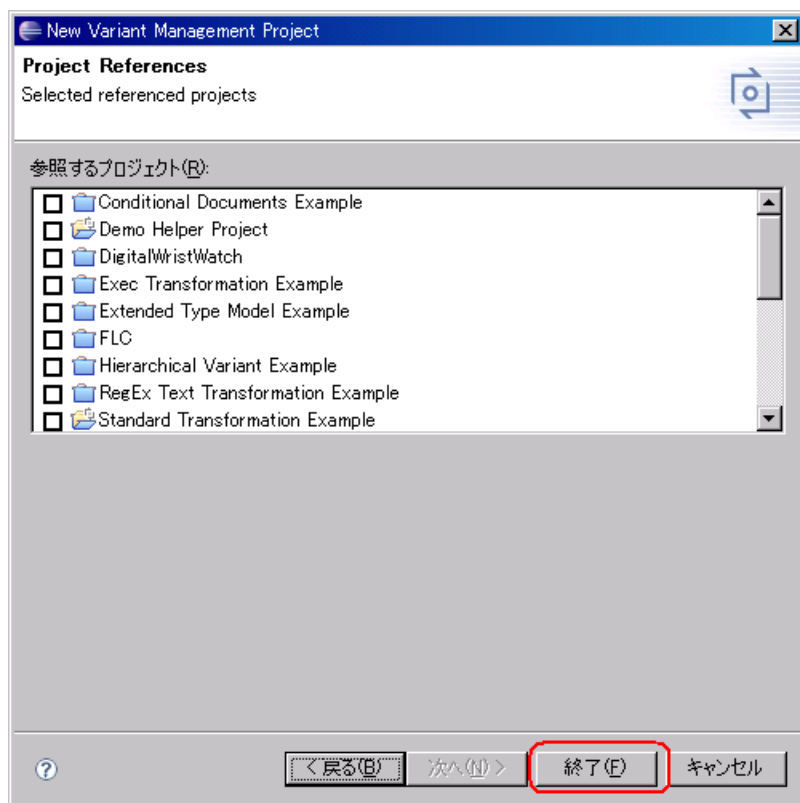 New Variant Management Project
Project References
Selected referenced projects
参照するプロジェクト(R):
Conditional Documents Example
Demo Helper Project
DigitalWristWatch
Exec Transformation Example
Extended Type Model Example
FLC
Hierarchical Variant Example
RegEx Text Transformation Example
Standard Transformation Example
? < 戻る(B) 次へ(N) > 終了(F) キャンセル